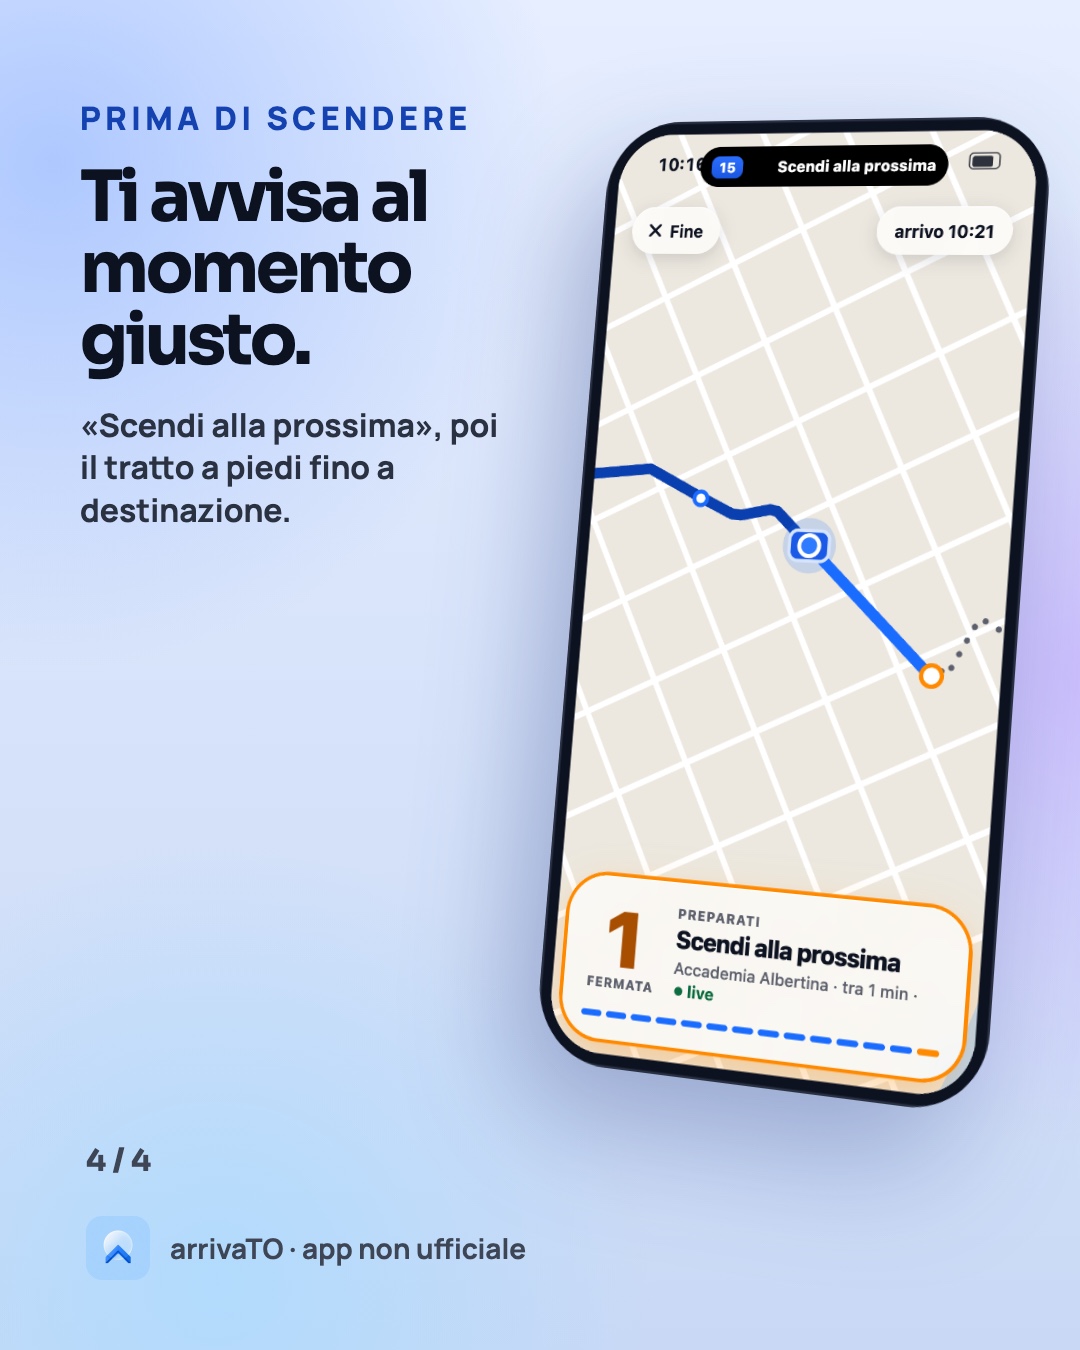 PRIMA DI SCENDERE
Ti avvisa al
momento
giusto.
«Scendi alla prossima», poi
il tratto a piedi fino a
destinazione.
10:16
15 Scendi alla prossima
✕ Fine
arrivo 10:21
1
FERMATA
PREPARATI
Scendi alla prossima
Accademia Albertina · tra 1 min ·
● live
4 / 4
arrivaTO · app non ufficiale